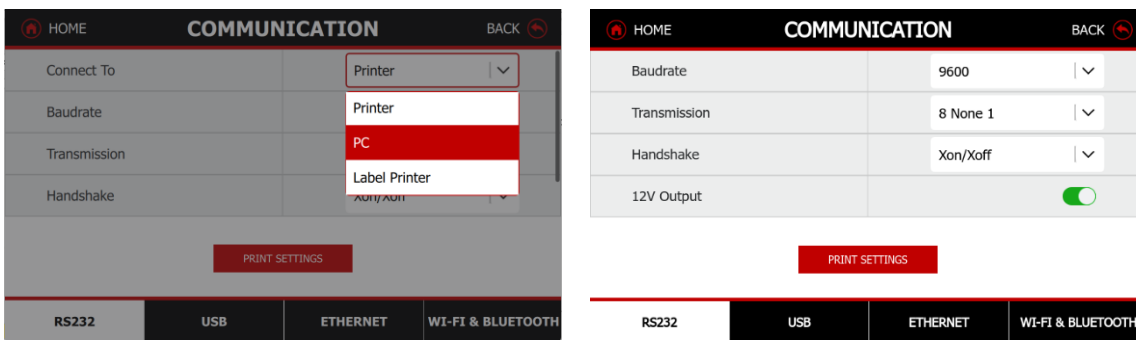 HOME COMMUNICATION BACK
Connect To Printer
Baudrate Printer
PC
Transmission
Label Printer
Handshake Xon/Xoff
PRINT SETTINGS
RS232 USB ETHERNET WI-FI & BLUETOOTH
HOME COMMUNICATION BACK
Baudrate 9600
Transmission 8 None 1
Handshake Xon/Xoff
12V Output
PRINT SETTINGS
RS232 USB ETHERNET WI-FI & BLUETOOTH